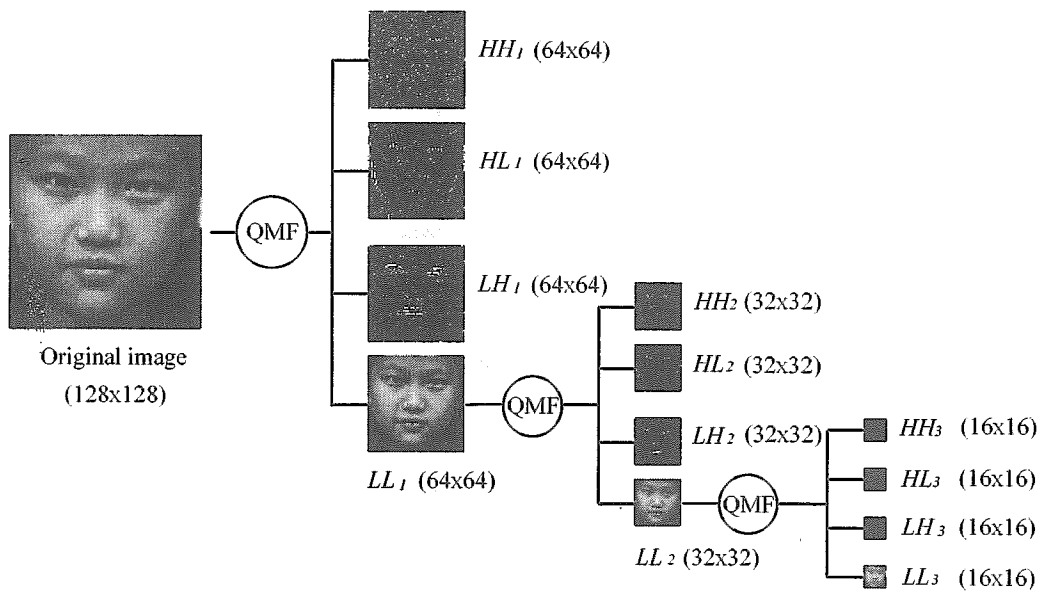 HH1 (64x64)
HL1 (64x64)
QMF
LH1 (64x64)
Original image
(128x128)
LL1 (64x64)
QMF
HH2 (32x32)
HL2 (32x32)
LH2 (32x32)
LL2 (32x32)
QMF
HH3 (16x16)
HL3 (16x16)
LH3 (16x16)
LL3 (16x16)